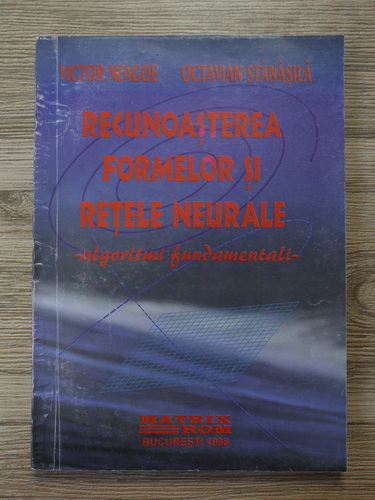 VICTOR NEAGOE OCTAVIAN STĂNĂȘILĂ
RECUNOAȘTEREA
FORMELOR ȘI
REȚELE NEURALE
-algoritmi fundamentali-
MATRIX
ROM
BUCUREȘTI 1998